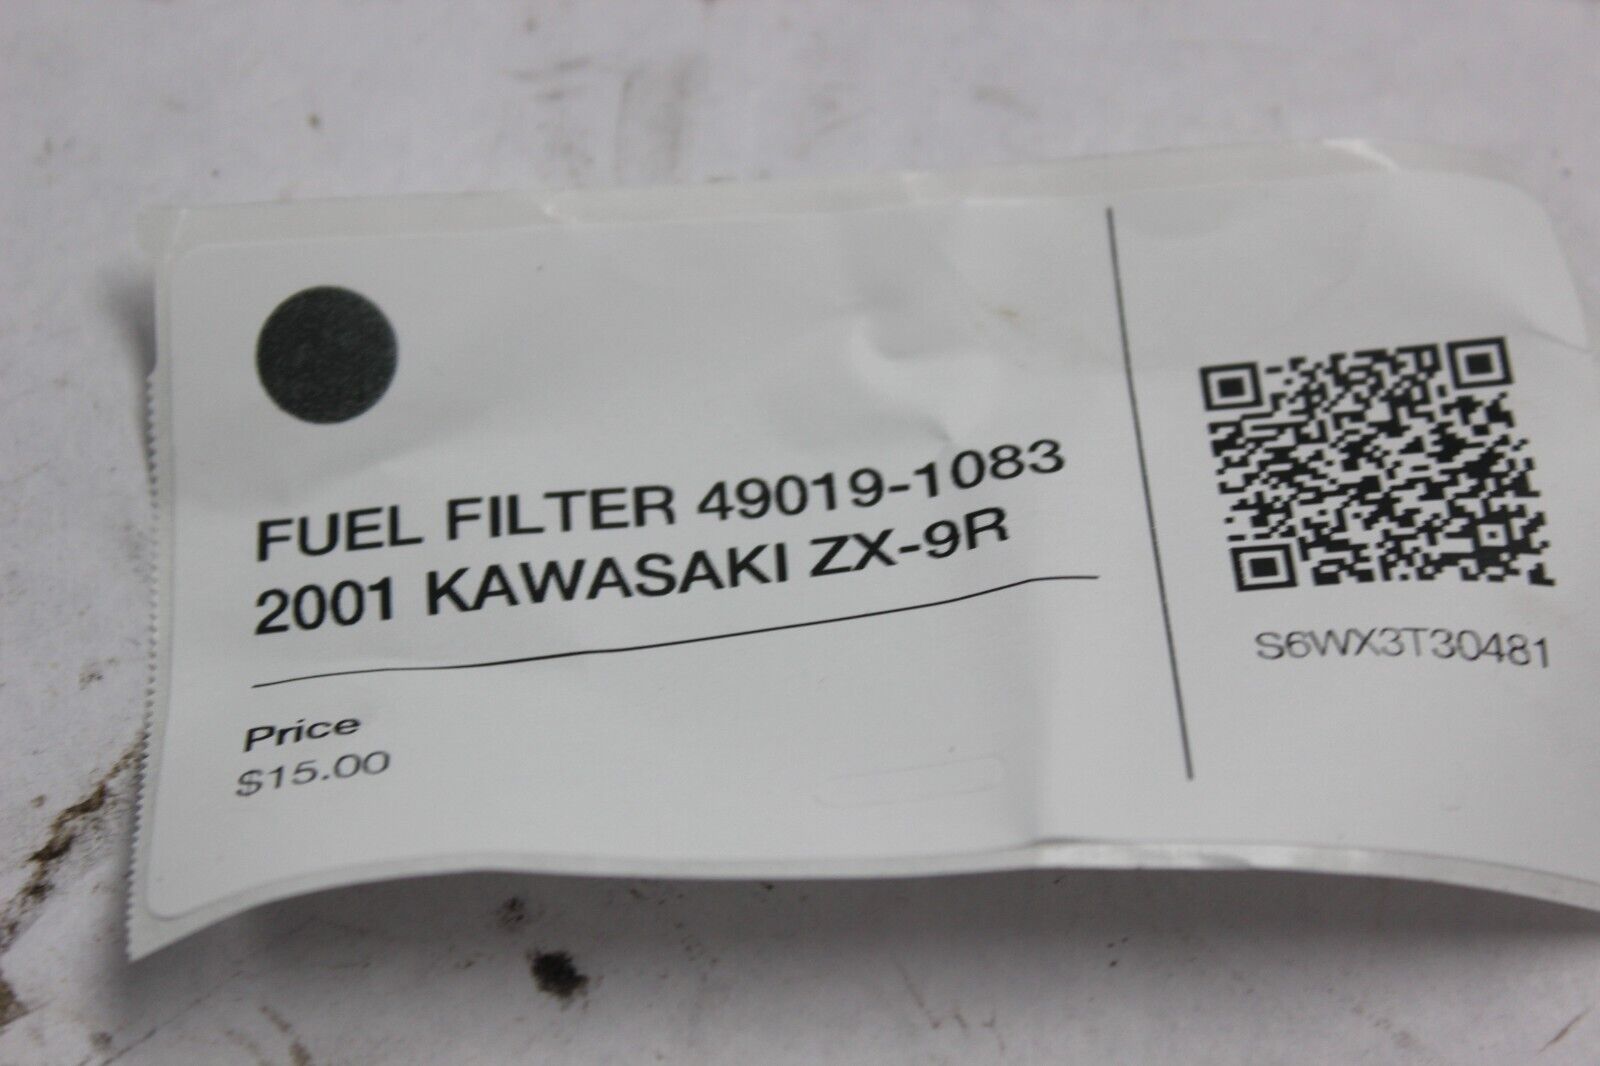 FUEL FILTER 49019-1083
2001 KAWASAKI ZX-9R
Price
$15.00
S6WX3T30481